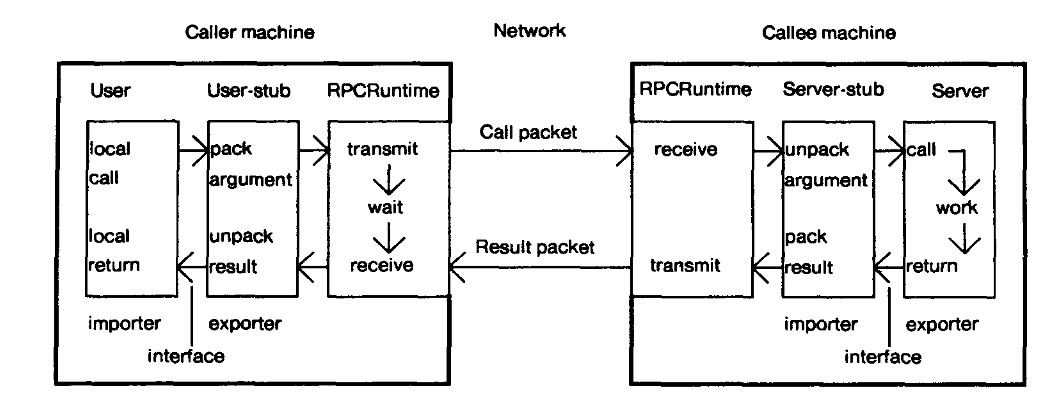 Caller machine Network Callee machine
User User-stub RPCRuntime RPCRuntime Server-stub Server
Call packet
local pack transmit receive unpack call
call argument argument
wait work
local unpack pack
Result packet
return result receive transmit result return
importer exporter importer exporter
interface interface